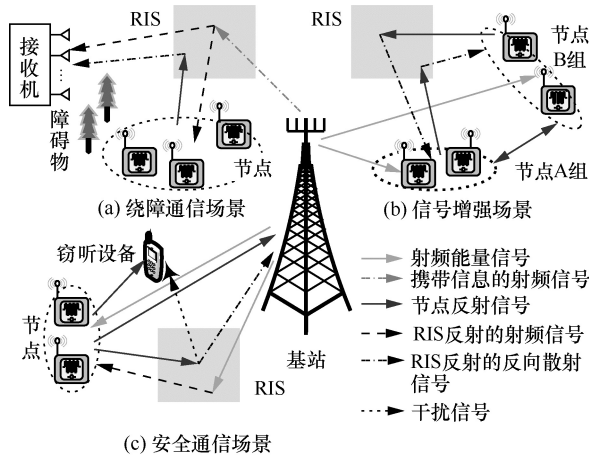 RIS
接收机
障碍物
节点
(a) 绕障通信场景
RIS
节点
B组
节点A组
(b) 信号增强场景
窃听设备
节点
RIS
(c) 安全通信场景
基站
射频能量信号
携带信息的射频信号
节点反射信号
RIS反射的射频信号
RIS反射的反向散射
信号
干扰信号